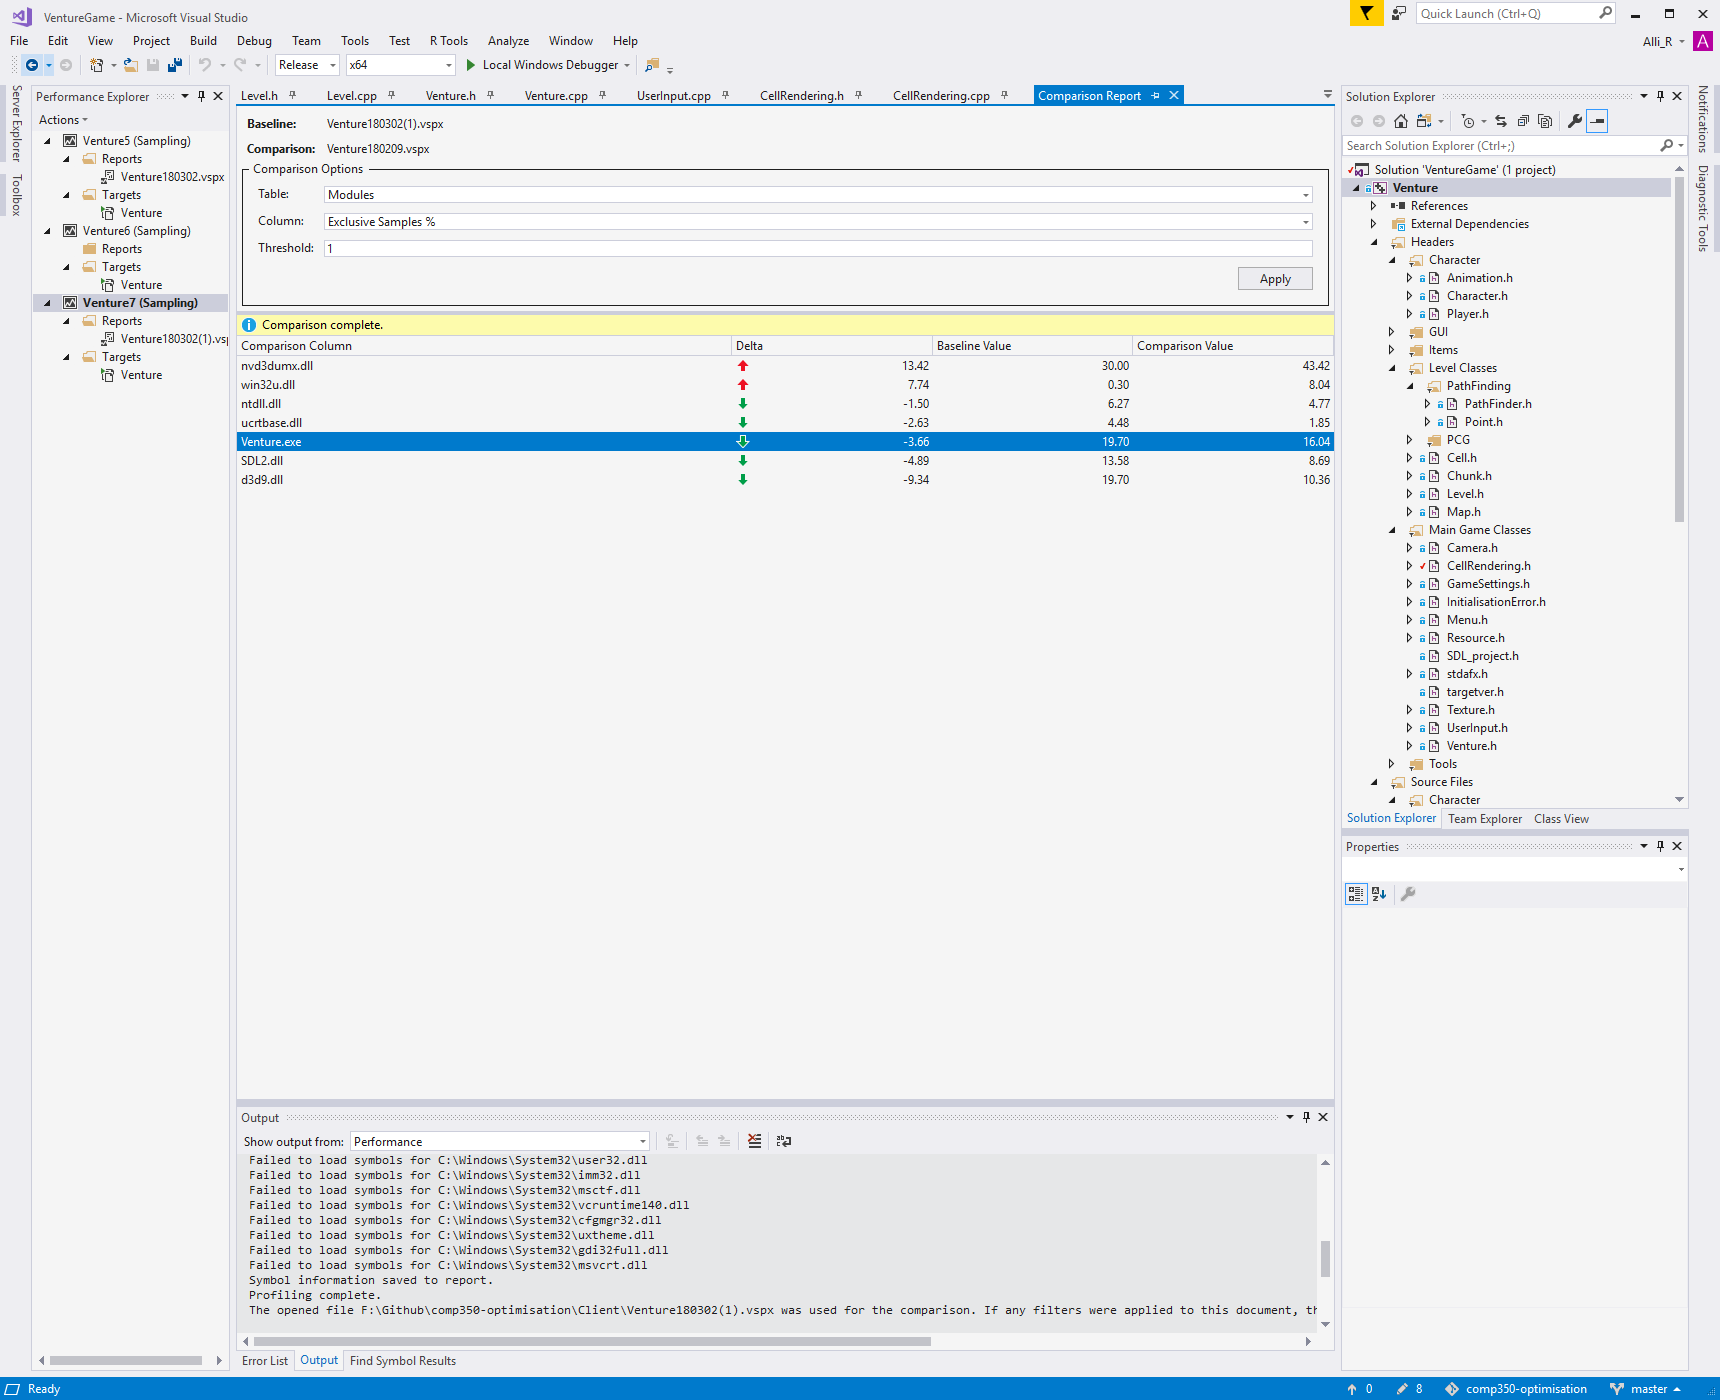 VentureGame - Microsoft Visual Studio
Quick Launch (Ctrl+Q)
File Edit View Project Build Debug Team Tools Test R Tools Analyze Window Help
Alli_R A
Release x64 Local Windows Debugger
Server Explorer
Toolbox
Performance Explorer
Actions
Venture5 (Sampling)
Reports
Venture180302.vspx
Targets
Venture
Venture6 (Sampling)
Reports
Targets
Venture
Venture7 (Sampling)
Reports
Venture180302(1).vsp
Targets
Venture
Level.h Level.cpp Venture.h Venture.cpp UserInput.cpp CellRendering.h CellRendering.cpp Comparison Report
Baseline: Venture180302(1).vspx
Comparison: Venture180209.vspx
Comparison Options
Table: Modules
Column: Exclusive Samples %
Threshold: 1
Apply
Comparison complete.
Comparison Column Delta Baseline Value Comparison Value
nvd3dumx.dll 13.42 30.00 43.42
win32u.dll 7.74 0.30 8.04
ntdll.dll -1.50 6.27 4.77
ucrtbase.dll -2.63 4.48 1.85
Venture.exe -3.66 19.70 16.04
SDL2.dll -4.89 13.58 8.69
d3d9.dll -9.34 19.70 10.36
Output
Show output from: Performance
Failed to load symbols for C:\Windows\System32\user32.dll
Failed to load symbols for C:\Windows\System32\imm32.dll
Failed to load symbols for C:\Windows\System32\msctf.dll
Failed to load symbols for C:\Windows\System32\vcruntime140.dll
Failed to load symbols for C:\Windows\System32\cfgmgr32.dll
Failed to load symbols for C:\Windows\System32\uxtheme.dll
Failed to load symbols for C:\Windows\System32\gdi32full.dll
Failed to load symbols for C:\Windows\System32\msvcrt.dll
Symbol information saved to report.
Profiling complete.
The opened file F:\Github\comp350-optimisation\Client\Venture180302(1).vspx was used for the comparison. If any filters were applied to this document, th
Error List Output Find Symbol Results
Solution Explorer
Search Solution Explorer (Ctrl+;)
Solution 'VentureGame' (1 project)
Venture
References
External Dependencies
Headers
Character
Animation.h
Character.h
Player.h
GUI
Items
Level Classes
PathFinding
PathFinder.h
Point.h
PCG
Cell.h
Chunk.h
Level.h
Map.h
Main Game Classes
Camera.h
CellRendering.h
GameSettings.h
InitialisationError.h
Menu.h
Resource.h
SDL_project.h
stdafx.h
targetver.h
Texture.h
UserInput.h
Venture.h
Tools
Source Files
Character
Solution Explorer Team Explorer Class View
Properties
Notifications
Diagnostic Tools
Ready 0 8 comp350-optimisation master